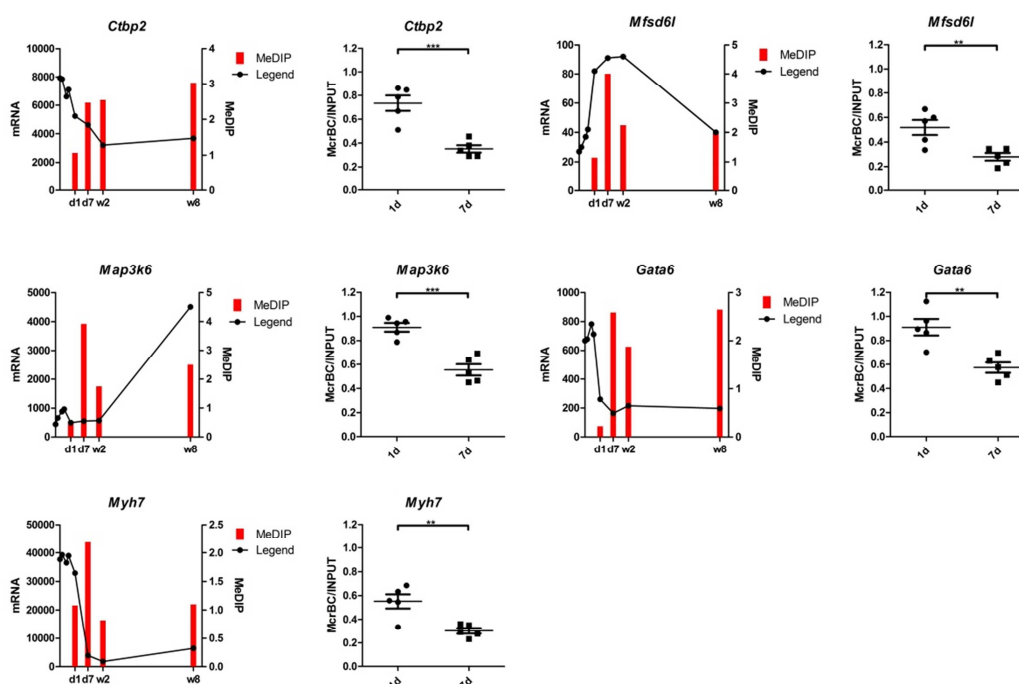 Ctbp2
mRNA
10000
8000
6000
4000
2000
0
4
3
2
1
0
MeDIP
d1 d7 w2 w8
MeDIP
Legend
Ctbp2
McrBC/INPUT
1.2
1.0
0.8
0.6
0.4
0.2
0.0
***
1d 7d
Mfsd6l
mRNA
100
80
60
40
20
0
5
4
3
2
1
0
MeDIP
d1 d7 w2 w8
MeDIP
Legend
Mfsd6l
McrBC/INPUT
1.2
1.0
0.8
0.6
0.4
0.2
0.0
**
1d 7d
Map3k6
mRNA
5000
4000
3000
2000
1000
0
5
4
3
2
1
0
MeDIP
d1 d7 w2 w8
MeDIP
Legend
Map3k6
McrBC/INPUT
1.2
1.0
0.8
0.6
0.4
0.2
0.0
***
1d 7d
Gata6
mRNA
1000
800
600
400
200
0
3
2
1
0
MeDIP
d1 d7 w2 w8
MeDIP
Legend
Gata6
McrBC/INPUT
1.2
1.0
0.8
0.6
0.4
0.2
0.0
**
1d 7d
Myh7
mRNA
50000
40000
30000
20000
10000
0
2.5
2.0
1.5
1.0
0.5
0.0
MeDIP
d1 d7 w2 w8
MeDIP
Legend
Myh7
McrBC/INPUT
1.2
1.0
0.8
0.6
0.4
0.2
0.0
**
1d 7d